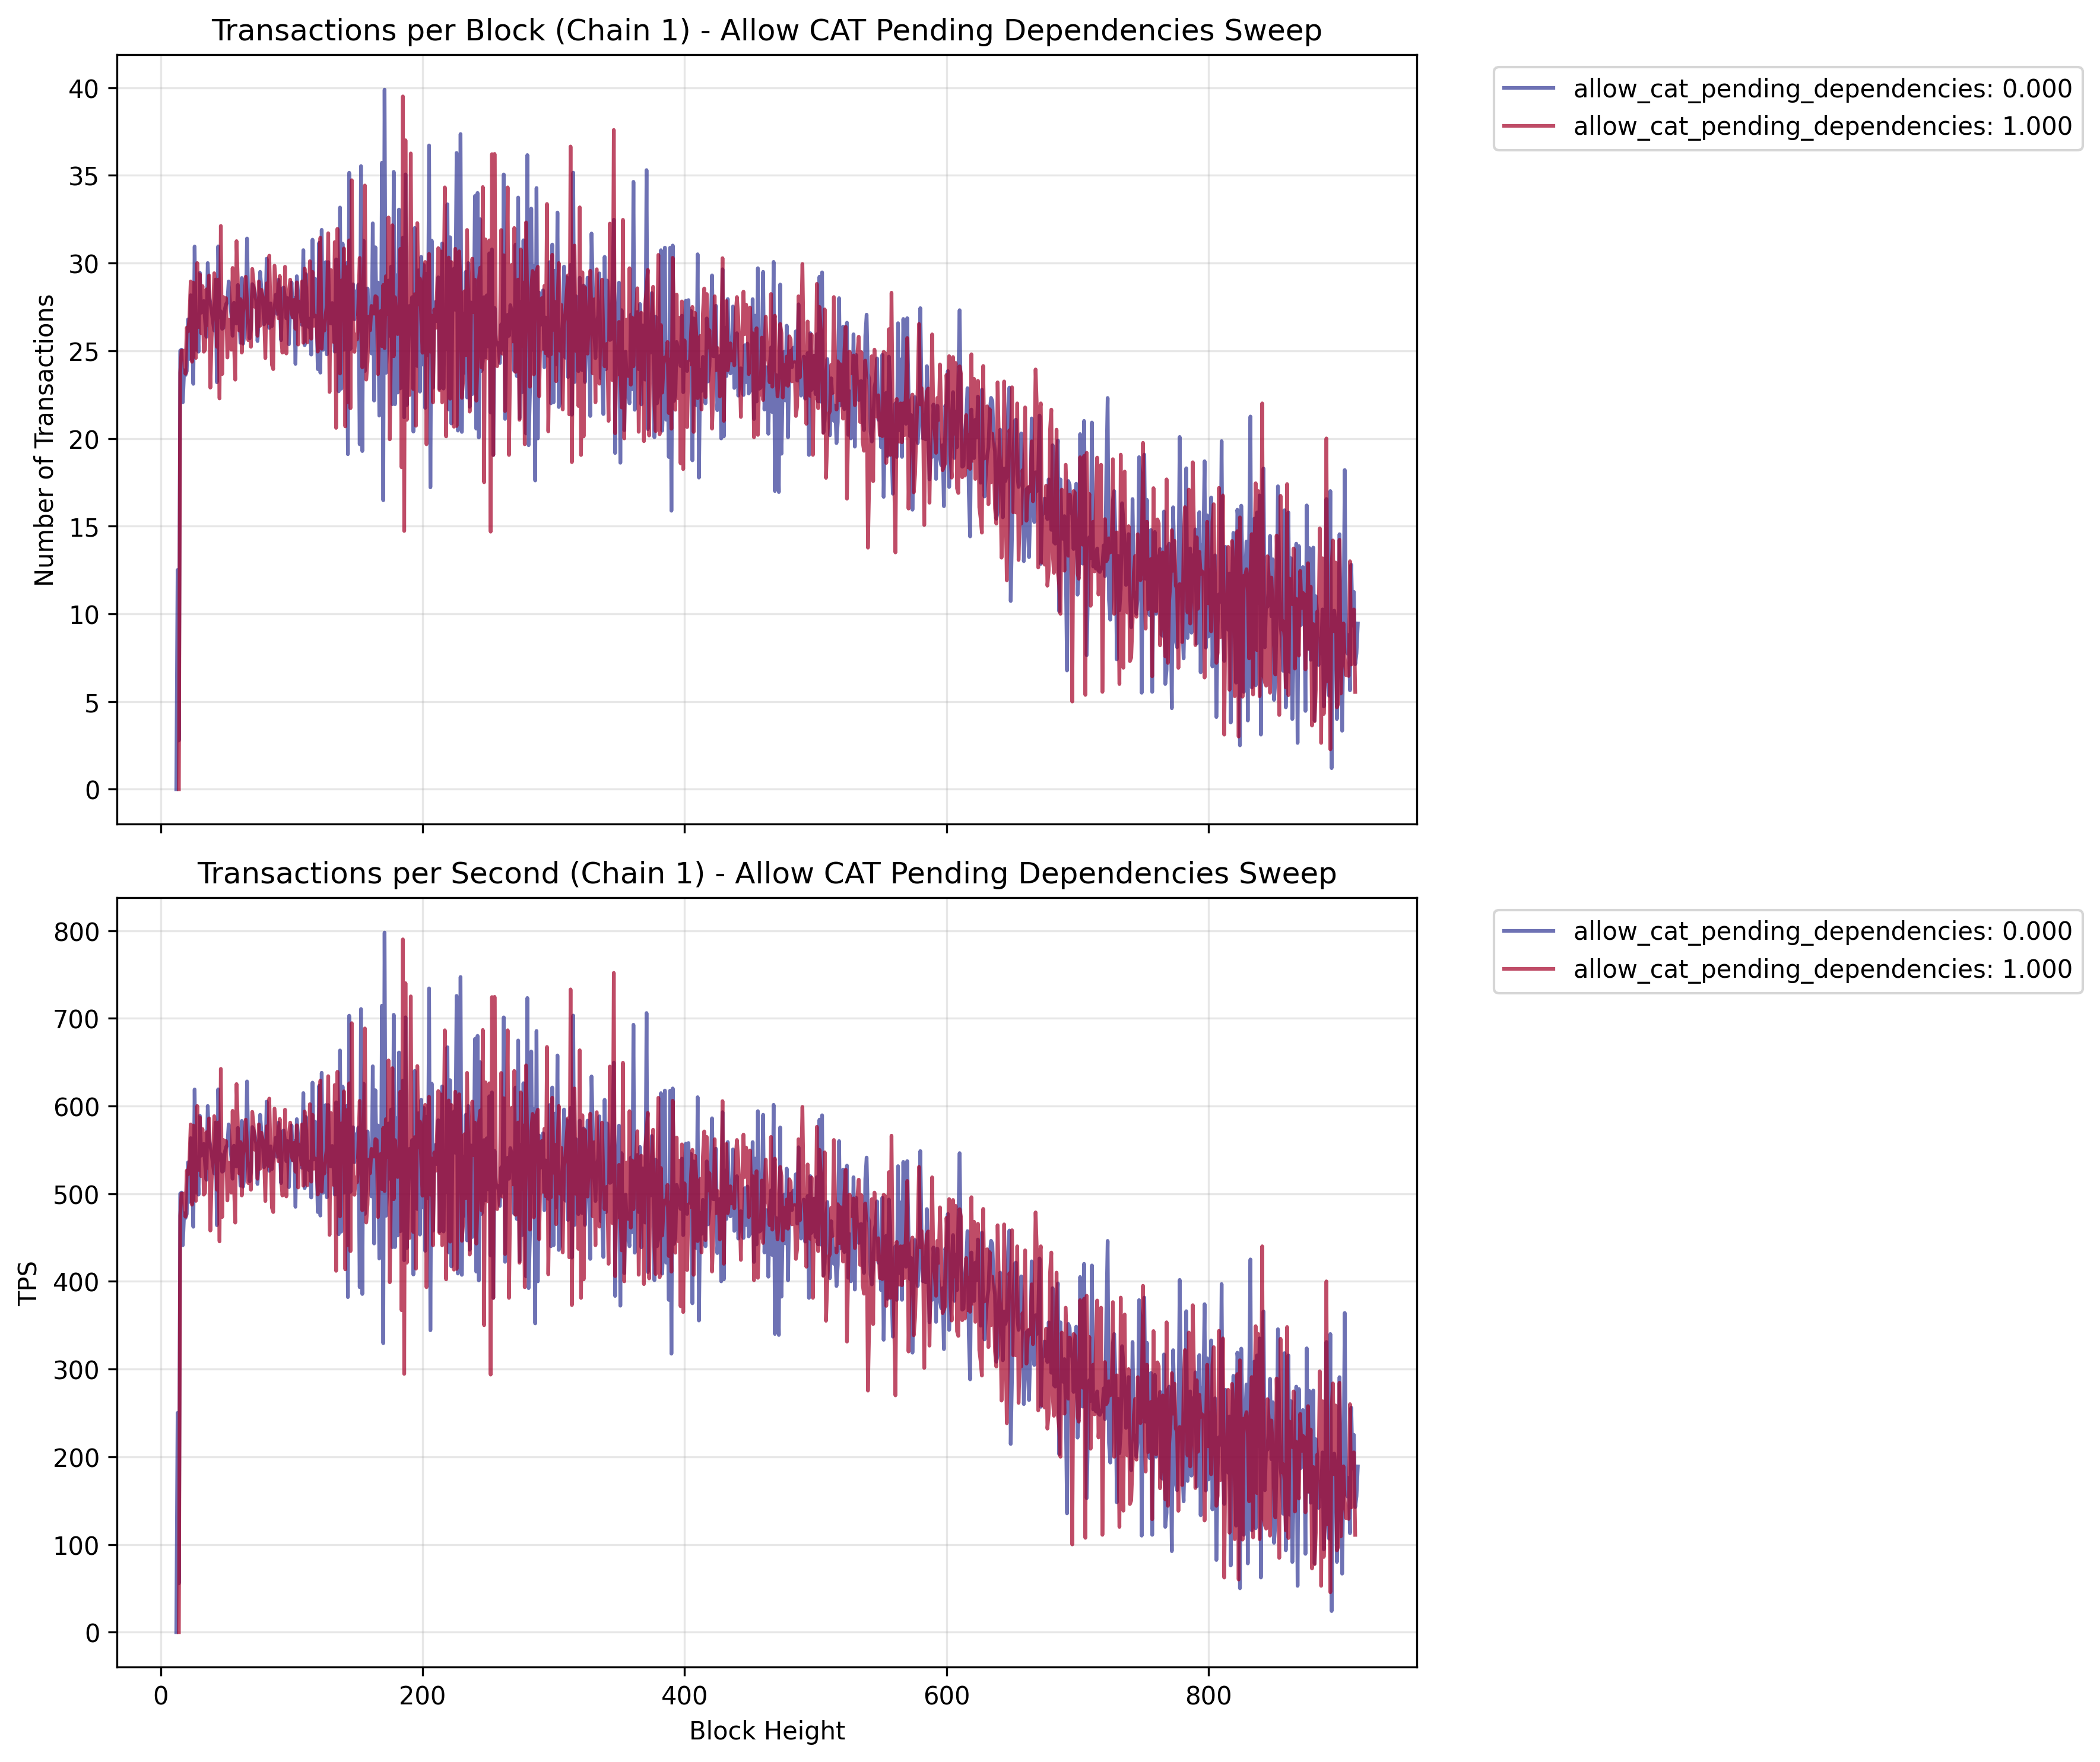 Transactions per Block (Chain 1) - Allow CAT Pending Dependencies Sweep
40
35
30
25
20
15
10
5
0
Number of Transactions
allow_cat_pending_dependencies: 0.000
allow_cat_pending_dependencies: 1.000
Transactions per Second (Chain 1) - Allow CAT Pending Dependencies Sweep
800
700
600
500
400
300
200
100
0
TPS
0 200 400 600 800
Block Height
allow_cat_pending_dependencies: 0.000
allow_cat_pending_dependencies: 1.000